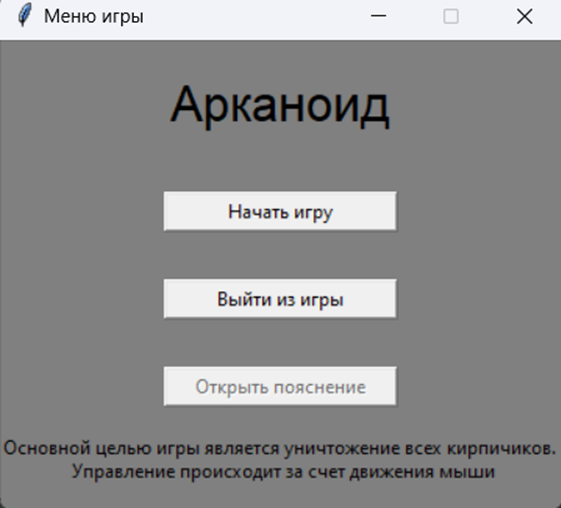 Меню игры
Арканоид
Начать игру
Выйти из игры
Открыть пояснение
Основной целью игры является уничтожение всех кирпичиков.
Управление происходит за счет движения мыши